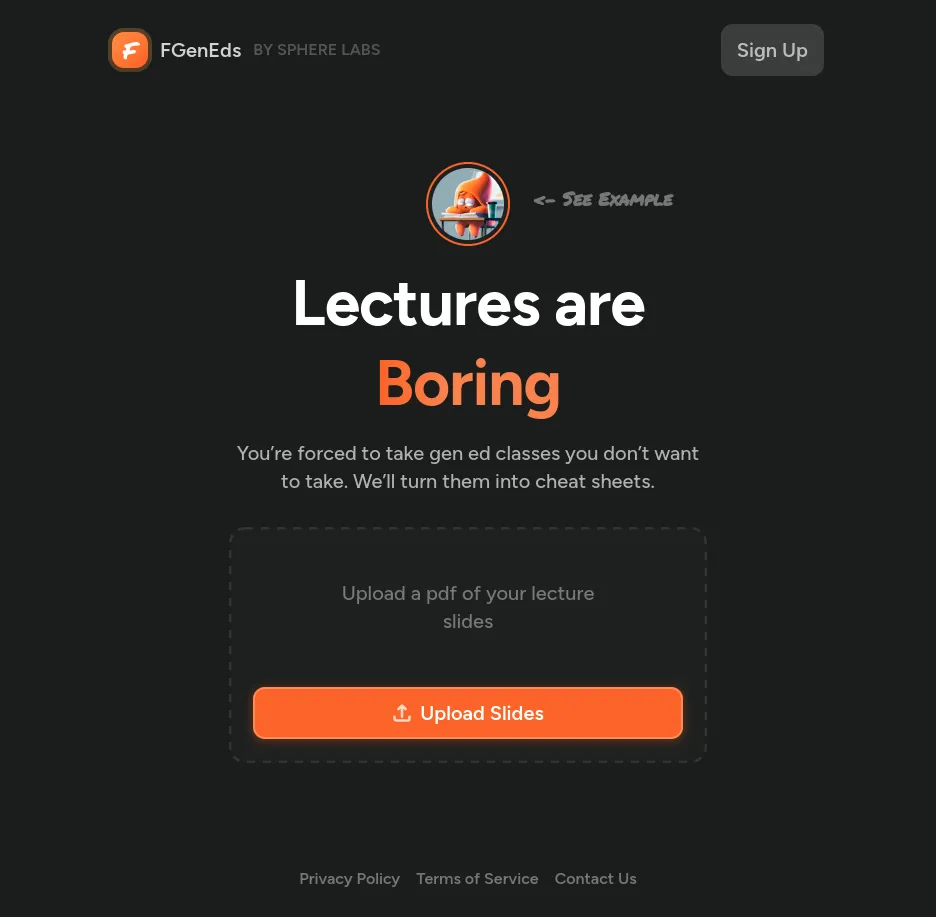 FGenEds BY SPHERE LABS
Sign Up
<- See Example
Lectures are
Boring
You’re forced to take gen ed classes you don’t want
to take. We’ll turn them into cheat sheets.
Upload a pdf of your lecture
slides
Upload Slides
Privacy Policy Terms of Service Contact Us